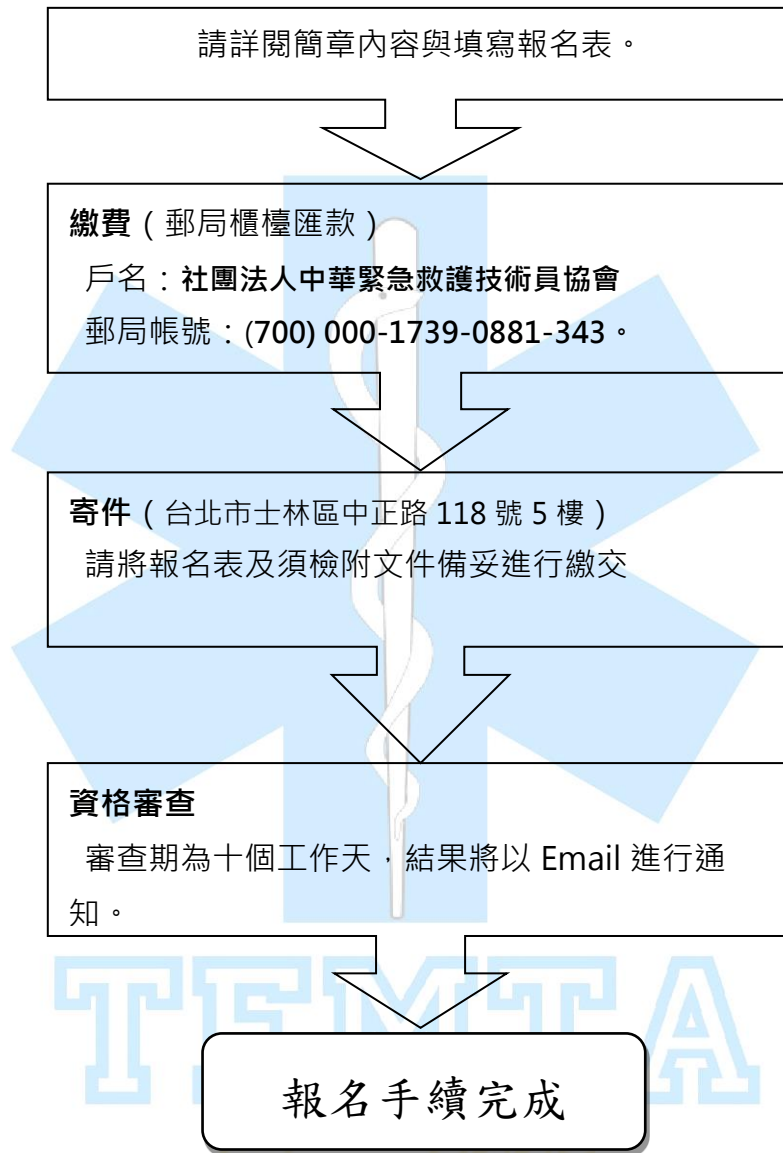 請詳閱簡章內容與填寫報名表。
繳費（郵局櫃檯匯款）
戶名：社團法人中華緊急救護技術員協會
郵局帳號：(700) 000-1739-0881-343。
寄件（台北市士林區中正路 118 號 5 樓）
請將報名表及須檢附文件備妥進行繳交
資格審查
審查期為十個工作天，結果將以 Email 進行通
知。
TEMTA
報名手續完成